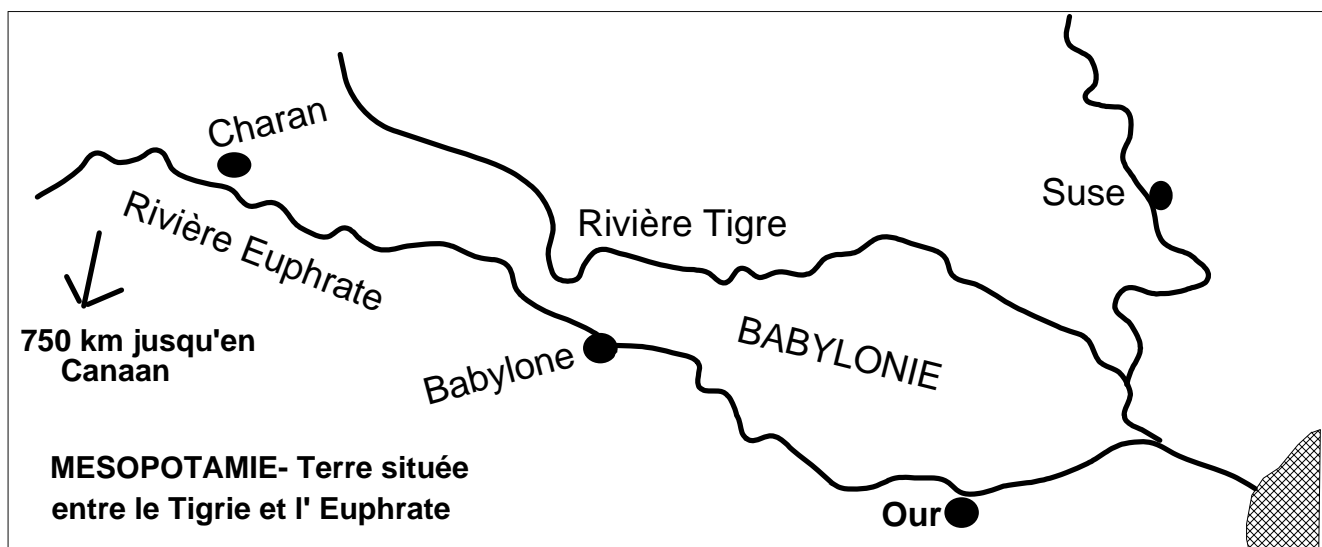 Charan
Rivière Euphrate
Rivière Tigre
Suse
750 km jusqu'en
Canaan
Babylone
BABYLONIE
MESOPOTAMIE- Terre située
entre le Tigrie et l' Euphrate
Our